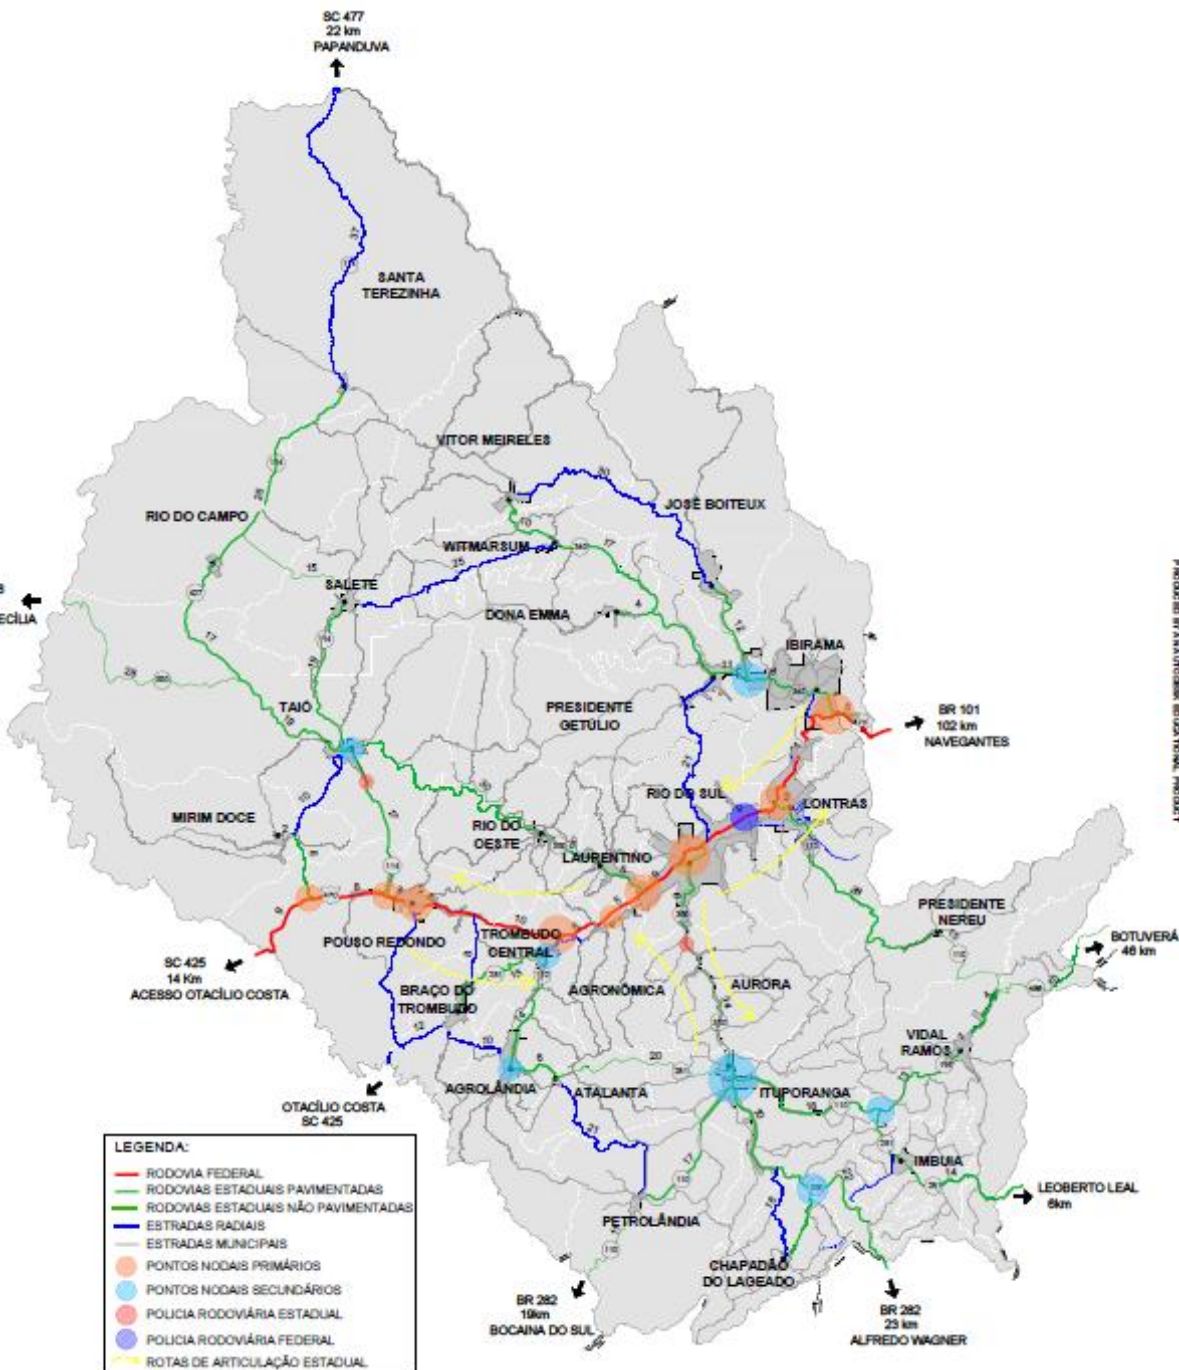 SC 477
22 km
PAPANDUVA
SANTA
TEREZINHA
VITOR MEIRELES
JOSÉ BOITEUX
RIO DO CAMPO
WITMARSUM
SALETE
DONA EMMA
IBIRAMA
ECÍLIA
TAIÓ
PRESIDENTE
GETÚLIO
BR 101
102 km
NAVEGANTES
RIO DO SUL
LONTRAS
MIRIM DOCE
RIO DO
OESTE
LAURENTINO
PRESIDENTE
NEREU
POUSO REDONDO
TROMBUDO
CENTRAL
BOTUVERÁ
46 km
SC 425
14 Km
ACESSO OTACÍLIO COSTA
BRAÇO DO
TROMBUDO
AGRONÔMICA
AURORA
VIDAL
RAMOS
AGROLÂNDIA
ATALANTA
ITUPORANGA
OTACÍLIO COSTA
SC 425
IMBUIA
LEOBERTO LEAL
6km
PETROLÂNDIA
CHAPADÃO
DO LAGEADO
BR 282
19km
BOCAINA DO SUL
BR 282
23 km
ALFREDO WAGNER
LEGENDA:
RODOVIA FEDERAL
RODOVIAS ESTADUAIS PAVIMENTADAS
RODOVIAS ESTADUAIS NÃO PAVIMENTADAS
ESTRADAS RADIAIS
ESTRADAS MUNICIPAIS
PONTOS NODAIS PRIMÁRIOS
PONTOS NODAIS SECUNDÁRIOS
POLICIA RODOVIÁRIA ESTADUAL
POLICIA RODOVIÁRIA FEDERAL
ROTAS DE ARTICULAÇÃO ESTADUAL